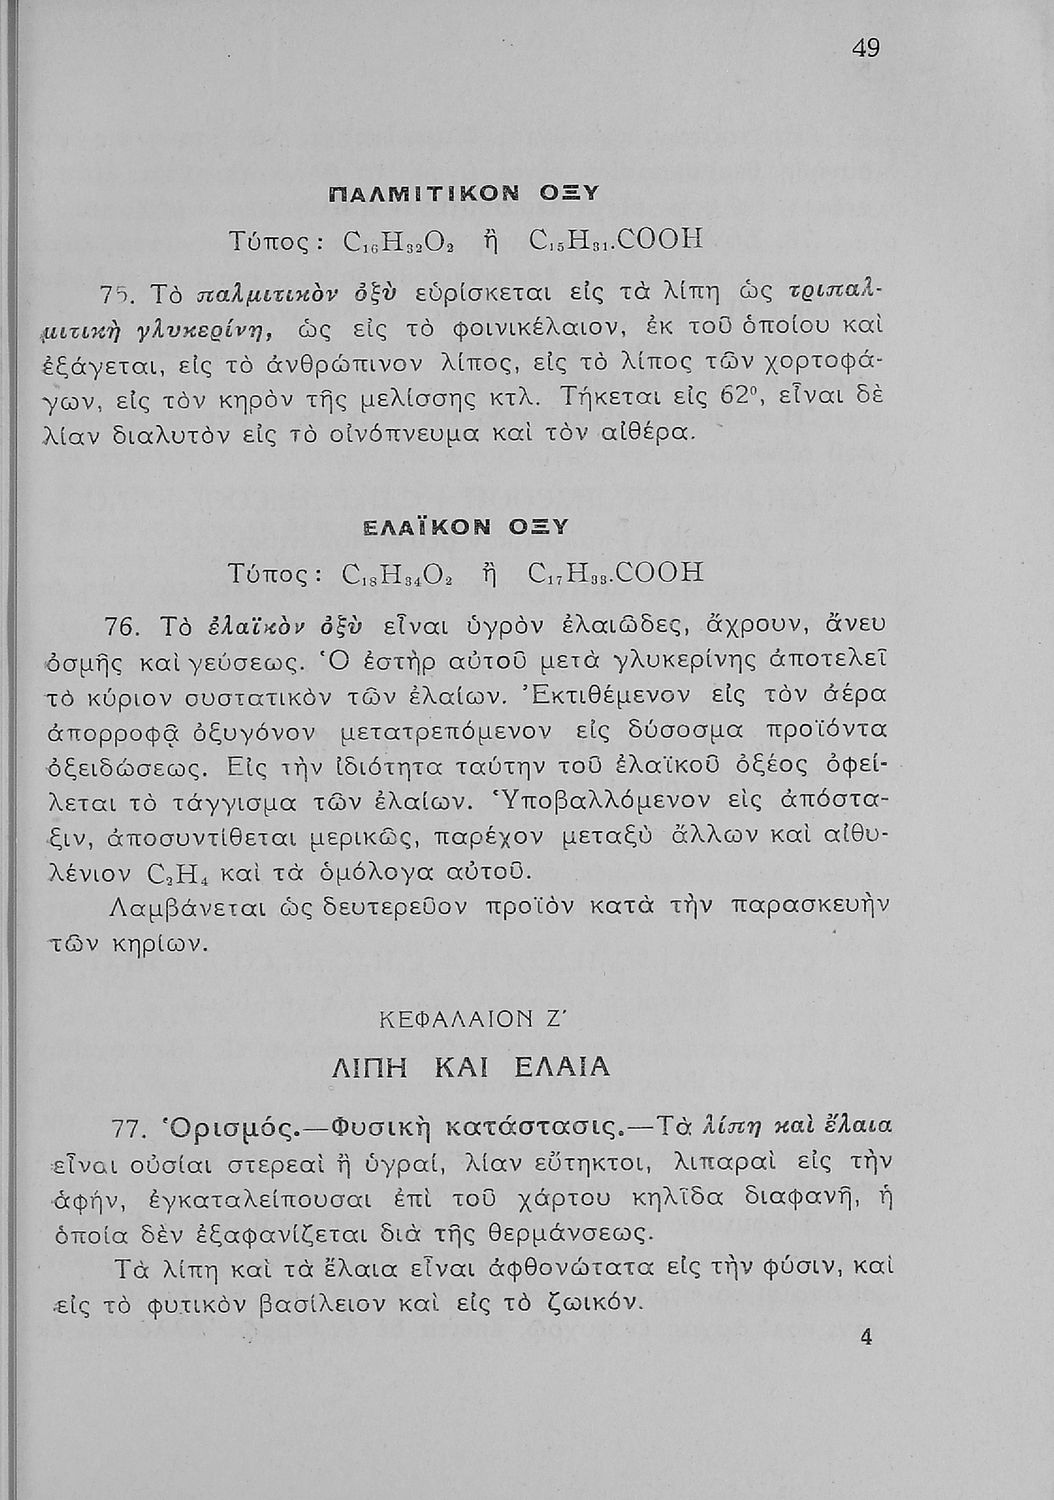 49
ΠΑΛΜΙΤΙΚΟΝ ΟΞΥ
Τύπος : C₁₆H₃₂O₂ ἢ C₁₅H₃₁.COOH
75. Τὸ παλμιτικὸν ὀξὺ εὑρίσκεται εἰς τὰ λίπη ὡς τριπαλ-
μιτικὴ γλυκερίνη, ὡς εἰς τὸ φοινικέλαιον, ἐκ τοῦ ὁποίου καὶ
ἐξάγεται, εἰς τὸ ἀνθρώπινον λίπος, εἰς τὸ λίπος τῶν χορτοφά-
γων, εἰς τὸν κηρὸν τῆς μελίσσης κτλ. Τήκεται εἰς 62°, εἶναι δὲ
λίαν διαλυτὸν εἰς τὸ οἰνόπνευμα καὶ τὸν αἰθέρα.
ΕΛΑΪΚΟΝ ΟΞΥ
Τύπος : C₁₈H₃₄O₂ ἢ C₁₇H₃₃.COOH
76. Τὸ ἐλαϊκὸν ὀξὺ εἶναι ὑγρὸν ἐλαιῶδες, ἄχρουν, ἄνευ
ὀσμῆς καὶ γεύσεως. Ὁ ἐστὴρ αὐτοῦ μετὰ γλυκερίνης ἀποτελεῖ
τὸ κύριον συστατικὸν τῶν ἐλαίων. Ἐκτιθέμενον εἰς τὸν ἀέρα
ἀπορροφᾷ ὀξυγόνον μετατρεπόμενον εἰς δύσοσμα προϊόντα
ὀξειδώσεως. Εἰς τὴν ἰδιότητα ταύτην τοῦ ἐλαϊκοῦ ὀξέος ὀφεί-
λεται τὸ τάγγισμα τῶν ἐλαίων. Ὑποβαλλόμενον εἰς ἀπόστα-
ξιν, ἀποσυντίθεται μερικῶς, παρέχον μεταξὺ ἄλλων καὶ αἰθυ-
λένιον C₂H₄ καὶ τὰ ὁμόλογα αὐτοῦ.
Λαμβάνεται ὡς δευτερεῦον προϊὸν κατὰ τὴν παρασκευὴν
τῶν κηρίων.
ΚΕΦΑΛΑΙΟΝ Ζ′
ΛΙΠΗ ΚΑΙ ΕΛΑΙΑ
77. Ὁρισμός.—Φυσικὴ κατάστασις.—Τὰ λίπη καὶ ἔλαια
εἶναι οὐσίαι στερεαὶ ἢ ὑγραί, λίαν εὔτηκτοι, λιπαραὶ εἰς τὴν
ἁφήν, ἐγκαταλείπουσαι ἐπὶ τοῦ χάρτου κηλῖδα διαφανῆ, ἡ
ὁποία δὲν ἐξαφανίζεται διὰ τῆς θερμάνσεως.
Τὰ λίπη καὶ τὰ ἔλαια εἶναι ἀφθονώτατα εἰς τὴν φύσιν, καὶ
εἰς τὸ φυτικὸν βασίλειον καὶ εἰς τὸ ζωικόν.
4